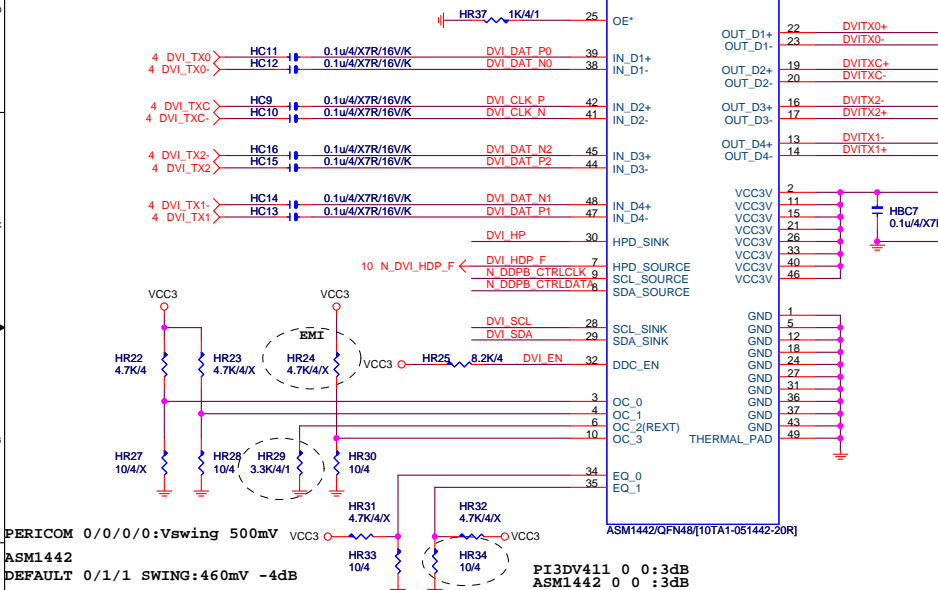 HR37 1K/4/1 25 OE*
22 DVITX0+
OUT_D1+
23 DVITX0-
OUT_D1-
4 DVI_TX0 HC11 0.1u/4/X7R/16V/K DVI_DAT_P0 39 IN_D1+
4 DVI_TX0- HC12 0.1u/4/X7R/16V/K DVI_DAT_N0 38 IN_D1-
OUT_D2+ 19 DVITXC+
OUT_D2- 20 DVITXC-
4 DVI_TXC HC9 0.1u/4/X7R/16V/K DVI_CLK_P 42 IN_D2+
4 DVI_TXC- HC10 0.1u/4/X7R/16V/K DVI_CLK_N 41 IN_D2-
OUT_D3+ 16 DVITX2-
OUT_D3- 17 DVITX2+
4 DVI_TX2- HC16 0.1u/4/X7R/16V/K DVI_DAT_N2 45 IN_D3+
4 DVI_TX2 HC15 0.1u/4/X7R/16V/K DVI_DAT_P2 44 IN_D3-
OUT_D4+ 13 DVITX1-
OUT_D4- 14 DVITX1+
4 DVI_TX1- HC14 0.1u/4/X7R/16V/K DVI_DAT_N1 48 IN_D4+
4 DVI_TX1 HC13 0.1u/4/X7R/16V/K DVI_DAT_P1 47 IN_D4-
VCC3V 2
VCC3V 11
VCC3V 15
VCC3V 21
VCC3V 26
VCC3V 33
VCC3V 40
VCC3V 46
HBC7
0.1u/4/X7
DVI_HP 30 HPD_SINK
10 N_DVI_HDP_F DVI_HDP_F 7 HPD_SOURCE
N_DDPB_CTRLCLK 9 SCL_SOURCE
N_DDPB_CTRLDATA 8 SDA_SOURCE
DVI_SCL 28 SCL_SINK
DVI_SDA 29 SDA_SINK
VCC3 HR25 8.2K/4 DVI_EN 32 DDC_EN
GND 1
GND 5
GND 12
GND 18
GND 24
GND 27
GND 31
GND 36
GND 37
GND 43
THERMAL_PAD 49
VCC3
VCC3
EMI
HR22
4.7K/4
HR23
4.7K/4/X
HR24
4.7K/4/X
3 OC_0
4 OC_1
6 OC_2(REXT)
10 OC_3
HR27
10/4/X
HR28
10/4
HR29
3.3K/4/1
HR30
10/4
34 EQ_0
35 EQ_1
HR31
4.7K/4/X
VCC3
HR32
4.7K/4/X
VCC3
HR33
10/4
HR34
10/4
ASM1442/QFN48/[10TA1-051442-20R]
PERICOM 0/0/0/0:Vswing 500mV
ASM1442
DEFAULT 0/1/1 SWING:460mV -4dB
PI3DV411 0 0:3dB
ASM1442 0 0 :3dB